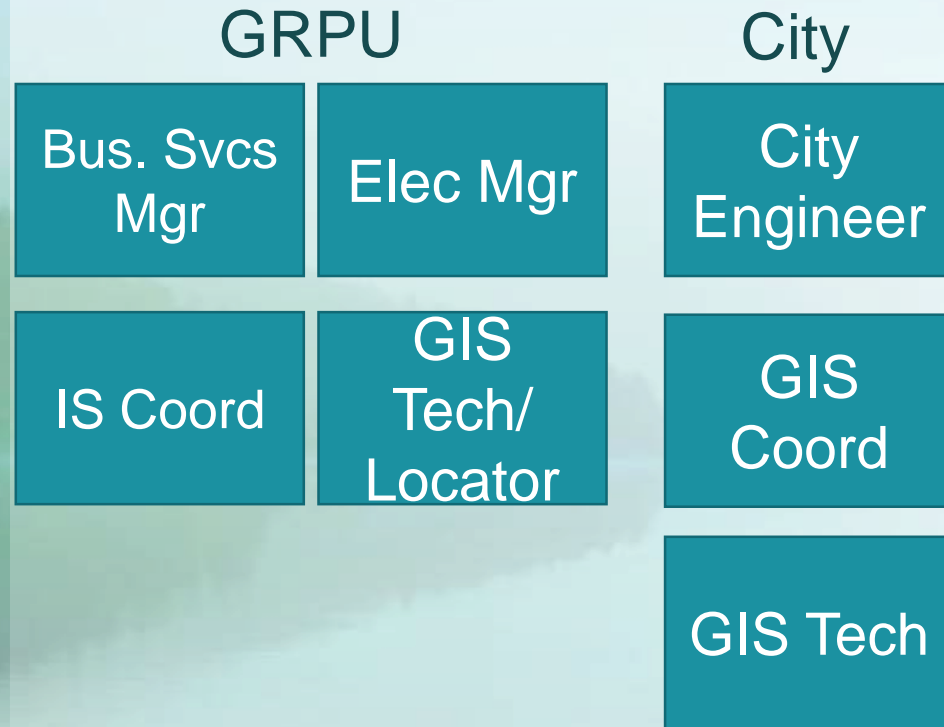 GRPU
City
Bus. Svcs
Mgr
Elec Mgr
City
Engineer
IS Coord
GIS
Tech/
Locator
GIS
Coord
GIS Tech